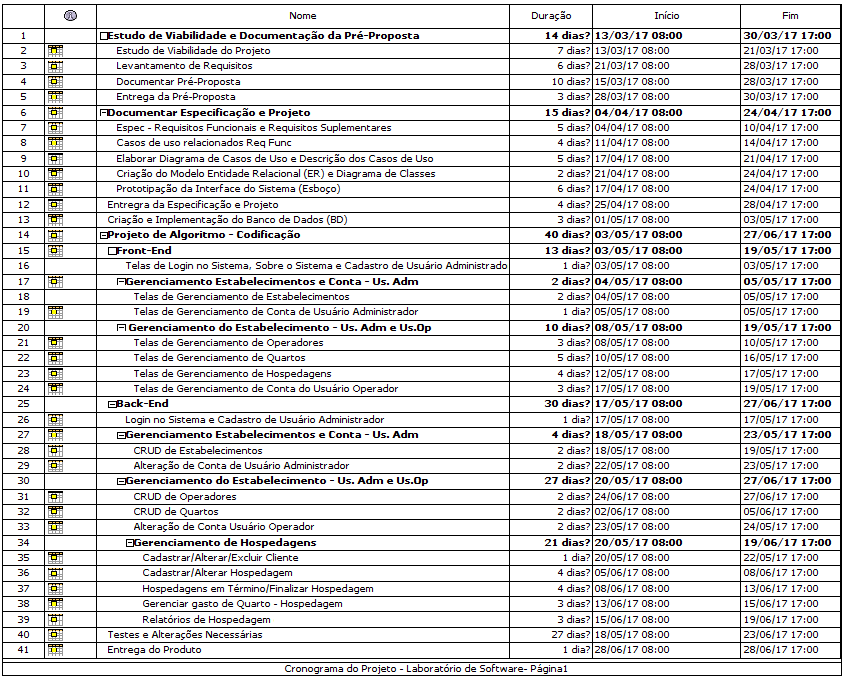 Nome Duração Início Fim
1 Estudo de Viabilidade e Documentação da Pré-Proposta 14 dias? 13/03/17 08:00 30/03/17 17:00
2 Estudo de Viabilidade do Projeto 7 dias? 13/03/17 08:00 21/03/17 17:00
3 Levantamento de Requisitos 6 dias? 21/03/17 08:00 28/03/17 17:00
4 Documentar Pré-Proposta 10 dias? 15/03/17 08:00 28/03/17 17:00
5 Entrega da Pré-Proposta 3 dias? 28/03/17 08:00 30/03/17 17:00
6 Documentar Especificação e Projeto 15 dias? 04/04/17 08:00 24/04/17 17:00
7 Espec - Requisitos Funcionais e Requisitos Suplementares 5 dias? 04/04/17 08:00 10/04/17 17:00
8 Casos de uso relacionados Req Func 4 dias? 11/04/17 08:00 14/04/17 17:00
9 Elaborar Diagrama de Casos de Uso e Descrição dos Casos de Uso 5 dias? 17/04/17 08:00 21/04/17 17:00
10 Criação do Modelo Entidade Relacional (ER) e Diagrama de Classes 2 dias? 21/04/17 08:00 24/04/17 17:00
11 Prototipação da Interface do Sistema (Esboço) 6 dias? 17/04/17 08:00 24/04/17 17:00
12 Entregra da Especificação e Projeto 4 dias? 25/04/17 08:00 28/04/17 17:00
13 Criação e Implementação do Banco de Dados (BD) 3 dias? 01/05/17 08:00 03/05/17 17:00
14 Projeto de Algoritmo - Codificação 40 dias? 03/05/17 08:00 27/06/17 17:00
15 Front-End 13 dias? 03/05/17 08:00 19/05/17 17:00
16 Telas de Login no Sistema, Sobre o Sistema e Cadastro de Usuário Administrado 1 dia? 03/05/17 08:00 03/05/17 17:00
17 Gerenciamento Estabelecimentos e Conta - Us. Adm 2 dias? 04/05/17 08:00 05/05/17 17:00
18 Telas de Gerenciamento de Estabelecimentos 2 dias? 04/05/17 08:00 05/05/17 17:00
19 Telas de Gerenciamento de Conta de Usuário Administrador 1 dia? 05/05/17 08:00 05/05/17 17:00
20 Gerenciamento do Estabelecimento - Us. Adm e Us.Op 10 dias? 08/05/17 08:00 19/05/17 17:00
21 Telas de Gerenciamento de Operadores 3 dias? 08/05/17 08:00 10/05/17 17:00
22 Telas de Gerenciamento de Quartos 5 dias? 10/05/17 08:00 16/05/17 17:00
23 Telas de Gerenciamento de Hospedagens 4 dias? 12/05/17 08:00 17/05/17 17:00
24 Telas de Gerenciamento de Conta do Usuário Operador 3 dias? 17/05/17 08:00 19/05/17 17:00
25 Back-End 30 dias? 17/05/17 08:00 27/06/17 17:00
26 Login no Sistema e Cadastro de Usuário Administrador 1 dia? 17/05/17 08:00 17/05/17 17:00
27 Gerenciamento Estabelecimentos e Conta - Us. Adm 4 dias? 18/05/17 08:00 23/05/17 17:00
28 CRUD de Estabelecimentos 2 dias? 18/05/17 08:00 19/05/17 17:00
29 Alteração de Conta de Usuário Administrador 2 dias? 22/05/17 08:00 23/05/17 17:00
30 Gerenciamento do Estabelecimento - Us. Adm e Us.Op 27 dias? 20/05/17 08:00 27/06/17 17:00
31 CRUD de Operadores 2 dias? 24/06/17 08:00 27/06/17 17:00
32 CRUD de Quartos 2 dias? 02/06/17 08:00 05/06/17 17:00
33 Alteração de Conta Usuário Operador 2 dias? 23/05/17 08:00 24/05/17 17:00
34 Gerenciamento de Hospedagens 21 dias? 20/05/17 08:00 19/06/17 17:00
35 Cadastrar/Alterar/Excluir Cliente 1 dia? 20/05/17 08:00 22/05/17 17:00
36 Cadastrar/Alterar Hospedagem 4 dias? 05/06/17 08:00 08/06/17 17:00
37 Hospedagens em Término/Finalizar Hospedagem 4 dias? 08/06/17 08:00 13/06/17 17:00
38 Gerenciar gasto de Quarto - Hospedagem 3 dias? 13/06/17 08:00 15/06/17 17:00
39 Relatórios de Hospedagem 3 dias? 15/06/17 08:00 19/06/17 17:00
40 Testes e Alterações Necessárias 27 dias? 18/05/17 08:00 23/06/17 17:00
41 Entrega do Produto 1 dia? 28/06/17 08:00 28/06/17 17:00
Cronograma do Projeto - Laboratório de Software- Página1